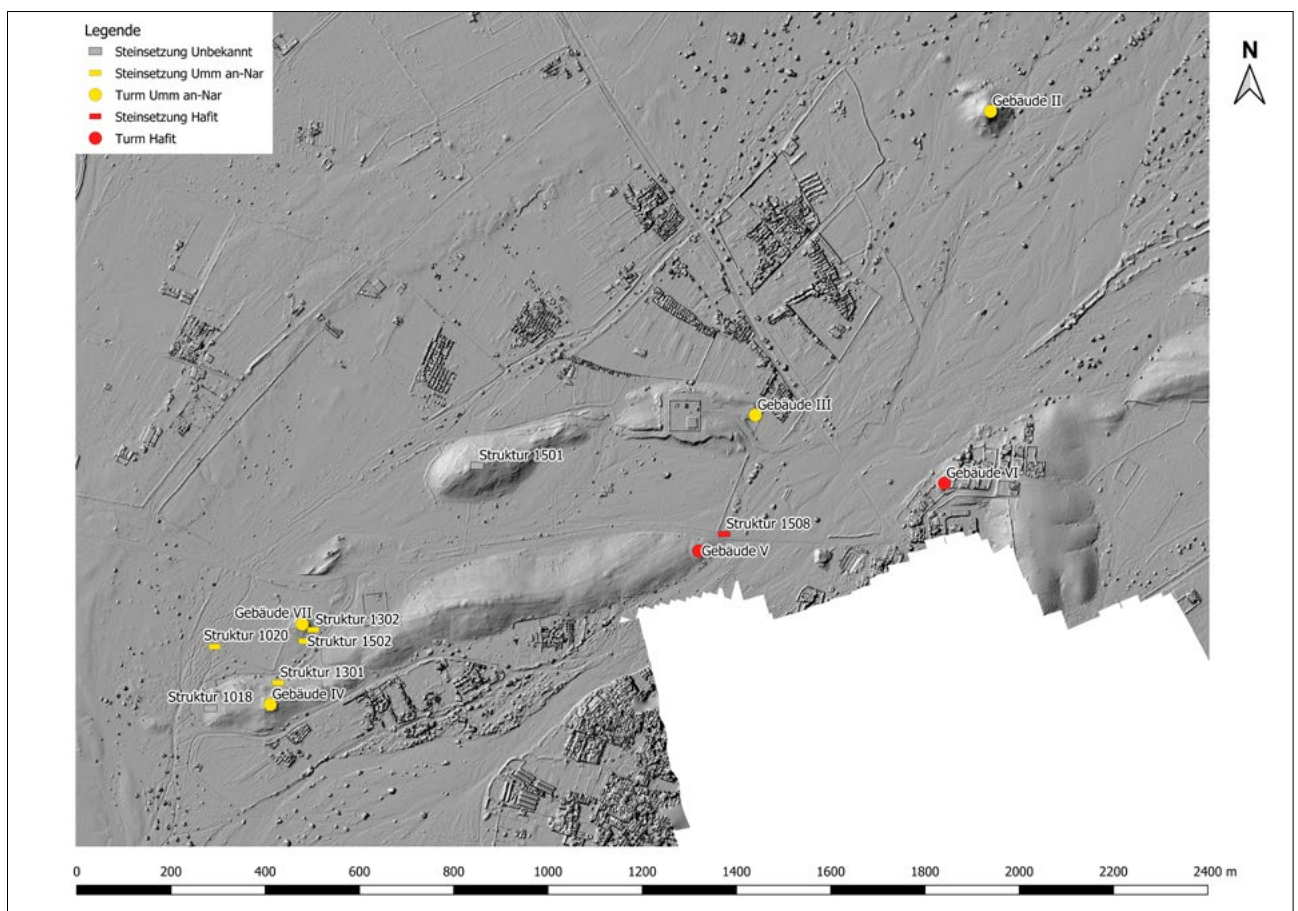 Legende
Steinsetzung Unbekannt
Steinsetzung Umm an-Nar
Turm Umm an-Nar
Steinsetzung Hafit
Turm Hafit
N
Gebäude II
Gebäude III
Struktur 1501
Gebäude VI
Struktur 1508
Gebäude V
Gebäude VII
Struktur 1302
Struktur 1020
Struktur 1502
Struktur 1301
Struktur 1018
Gebäude IV
0 200 400 600 800 1000 1200 1400 1600 1800 2000 2200 2400 m